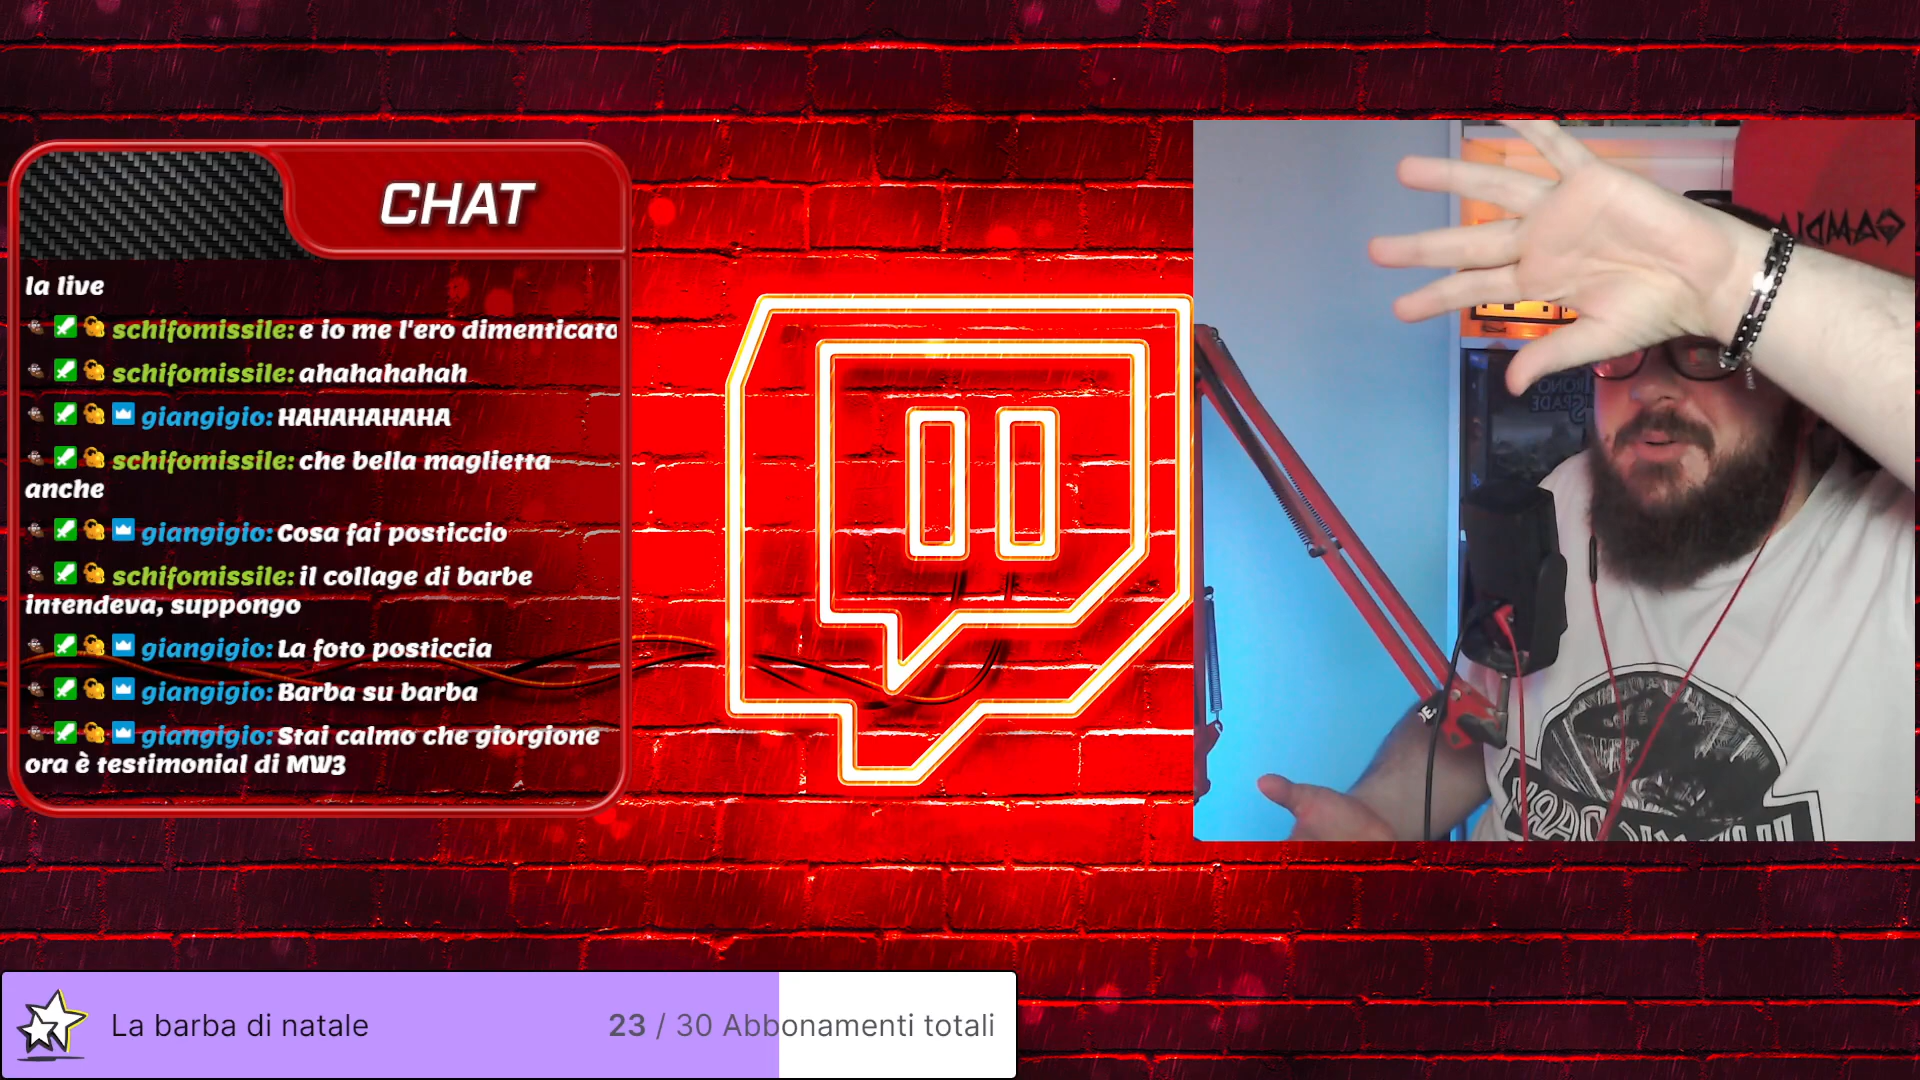 CHAT
la live
schifomissile: e io me l'ero dimenticato
schifomissile: ahahahahah
giangigio: HAHAHAHAHA
schifomissile: che bella maglietta
anche
giangigio: Cosa fai posticcio
schifomissile: il collage di barbe
intendeva, suppongo
giangigio: La foto posticcia
giangigio: Barba su barba
giangigio: Stai calmo che giorgione
ora è testimonial di MW3
La barba di natale
23 / 30 Abbonamenti totali